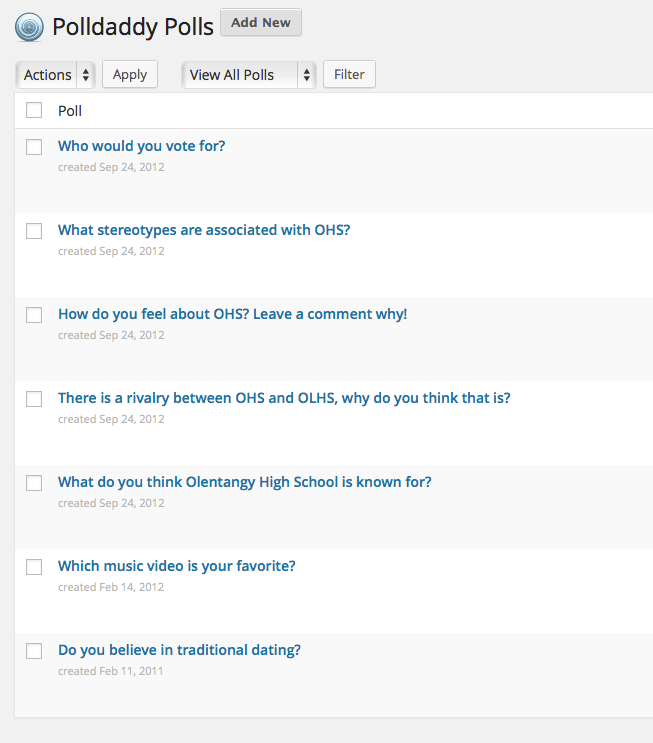 Polldaddy Polls Add New
Actions Apply View All Polls Filter
Poll
Who would you vote for?
created Sep 24, 2012
What stereotypes are associated with OHS?
created Sep 24, 2012
How do you feel about OHS? Leave a comment why!
created Sep 24, 2012
There is a rivalry between OHS and OLHS, why do you think that is?
created Sep 24, 2012
What do you think Olentangy High School is known for?
created Sep 24, 2012
Which music video is your favorite?
created Feb 14, 2012
Do you believe in traditional dating?
created Feb 11, 2011